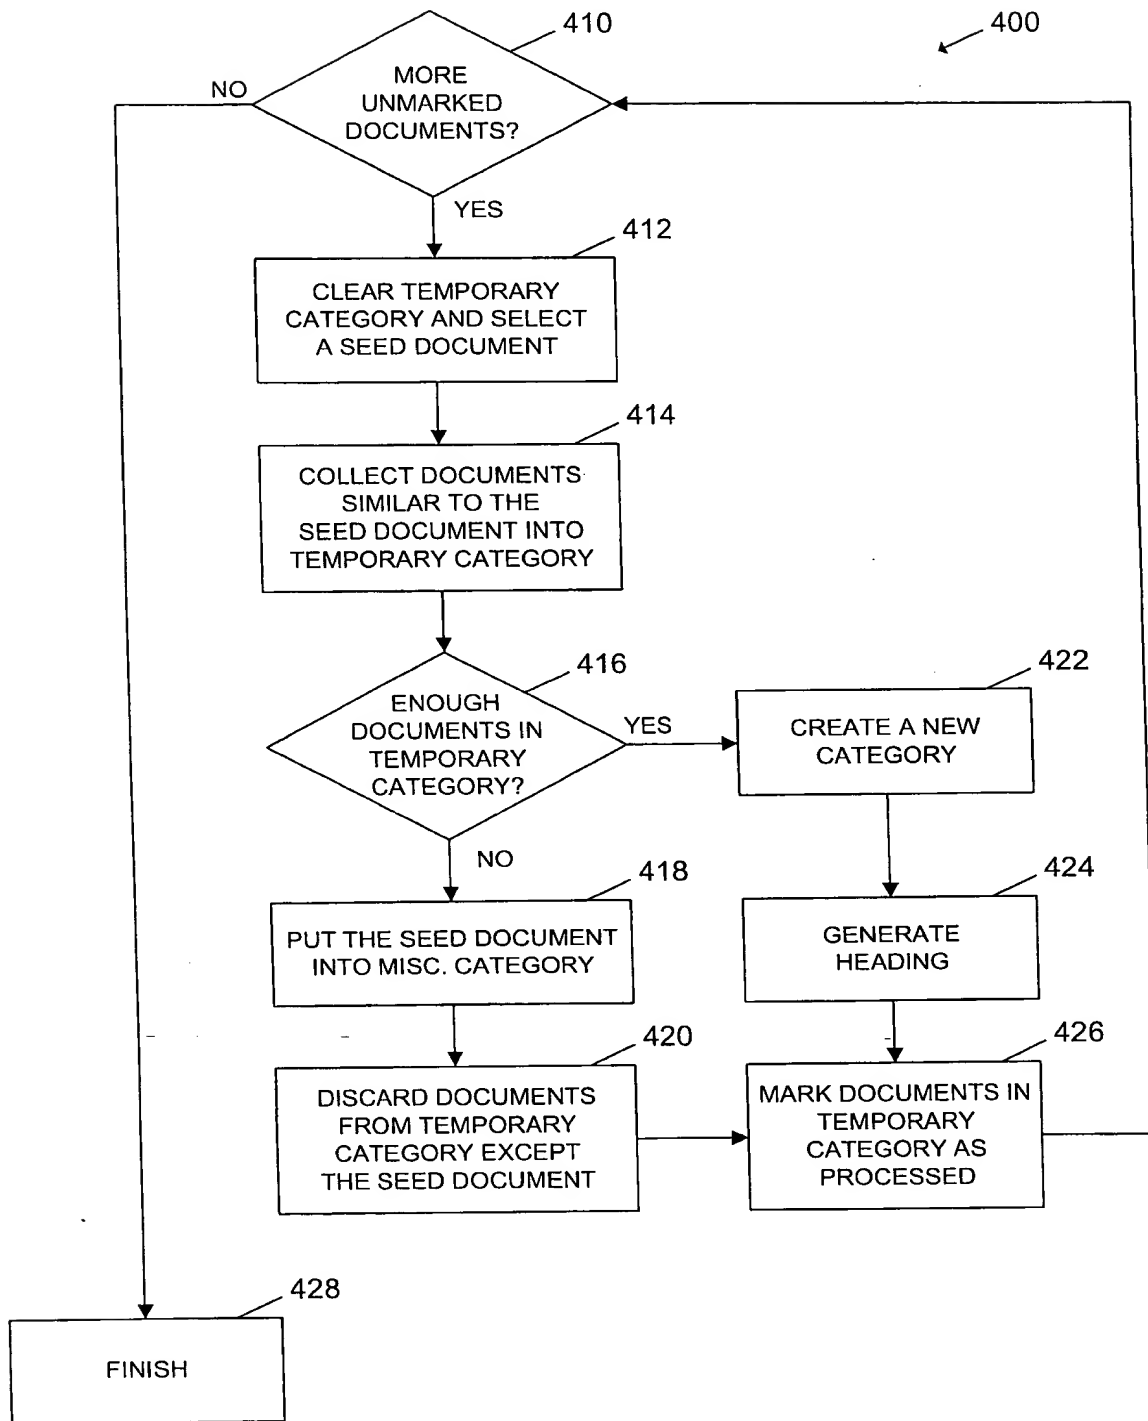 410
400
NO
MORE
UNMARKED
DOCUMENTS?
YES
412
CLEAR TEMPORARY
CATEGORY AND SELECT
A SEED DOCUMENT
414
COLLECT DOCUMENTS
SIMILAR TO THE
SEED DOCUMENT INTO
TEMPORARY CATEGORY
416
ENOUGH
DOCUMENTS IN
TEMPORARY
CATEGORY?
YES
422
CREATE A NEW
CATEGORY
NO
418
PUT THE SEED DOCUMENT
INTO MISC. CATEGORY
424
GENERATE
HEADING
420
DISCARD DOCUMENTS
FROM TEMPORARY
CATEGORY EXCEPT
THE SEED DOCUMENT
426
MARK DOCUMENTS IN
TEMPORARY
CATEGORY AS
PROCESSED
428
FINISH